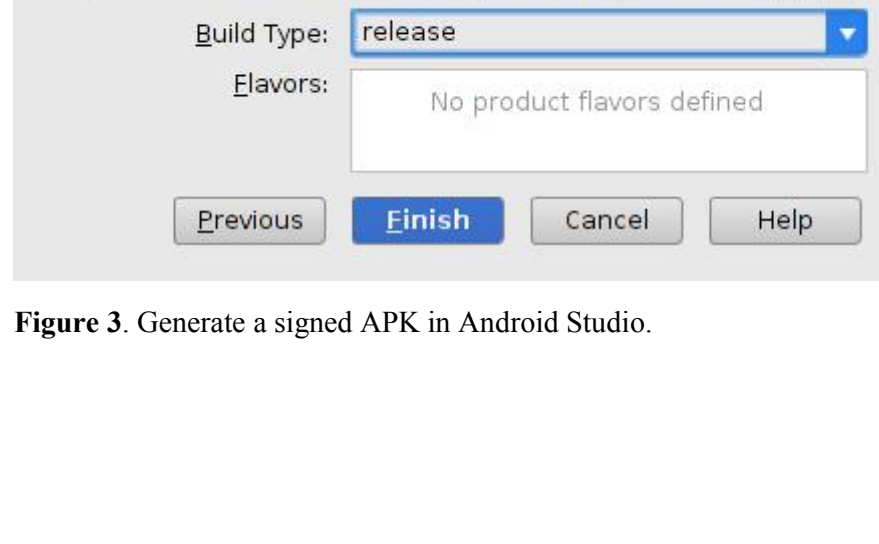 Build Type: release
Flavors:
No product flavors defined
Previous Finish Cancel Help
Figure 3. Generate a signed APK in Android Studio.